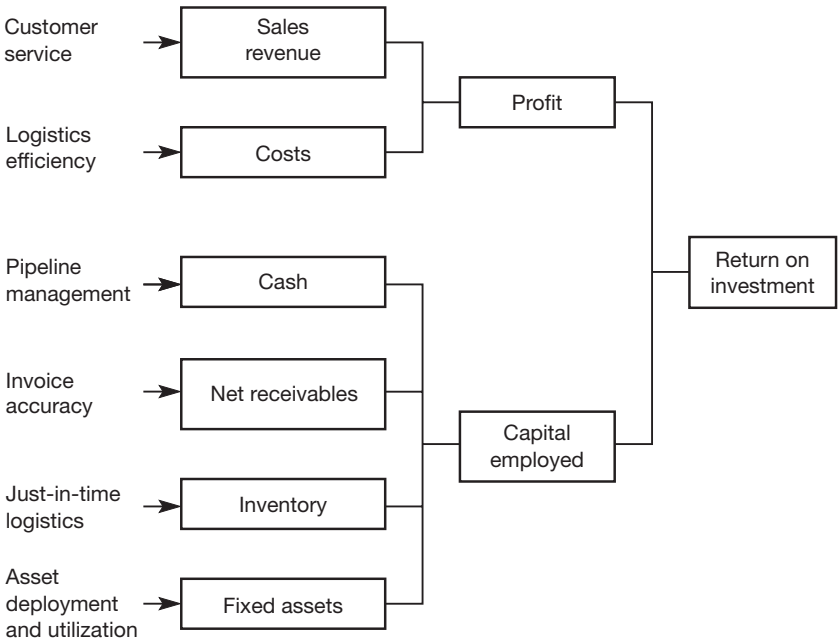 Customer
service
Sales
revenue
Profit
Logistics
efficiency
Costs
Return on
investment
Pipeline
management
Cash
Invoice
accuracy
Net receivables
Capital
employed
Just-in-time
logistics
Inventory
Asset
deployment
and utilization
Fixed assets